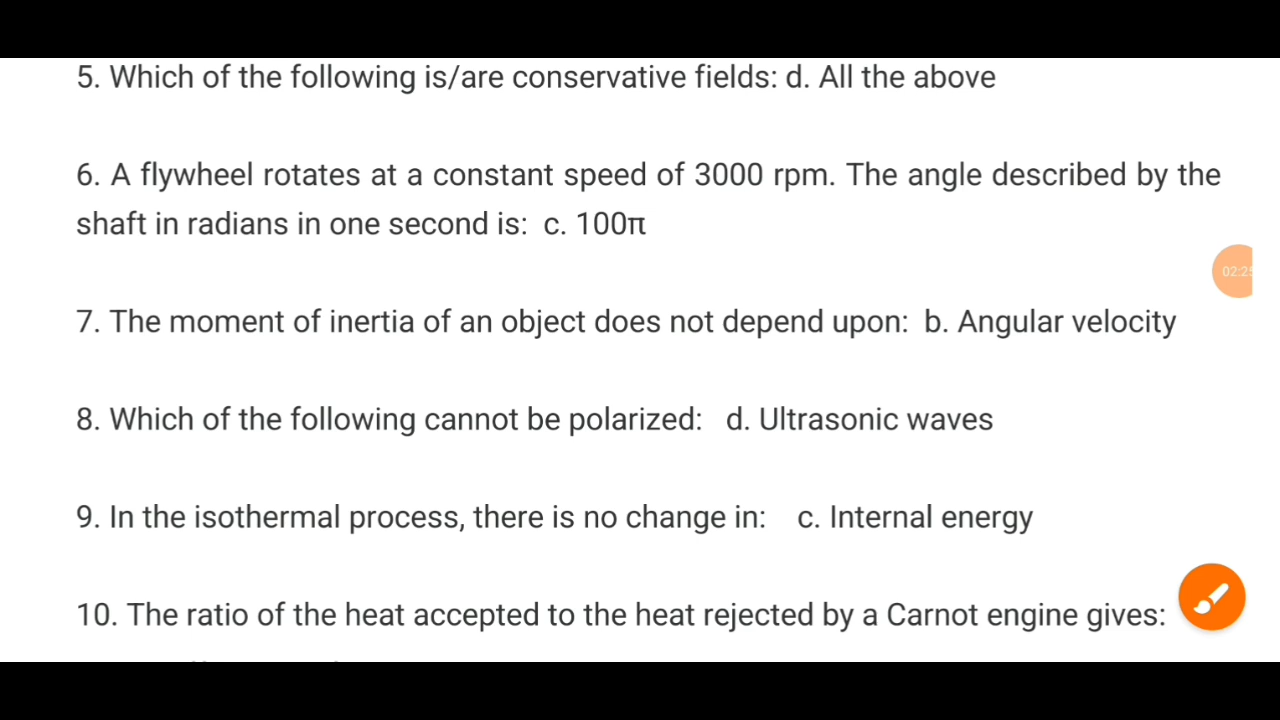 5. Which of the following is/are conservative fields: d. All the above
6. A flywheel rotates at a constant speed of 3000 rpm. The angle described by the
shaft in radians in one second is: c. 100π
02:25
7. The moment of inertia of an object does not depend upon: b. Angular velocity
8. Which of the following cannot be polarized: d. Ultrasonic waves
9. In the isothermal process, there is no change in: c. Internal energy
10. The ratio of the heat accepted to the heat rejected by a Carnot engine gives: